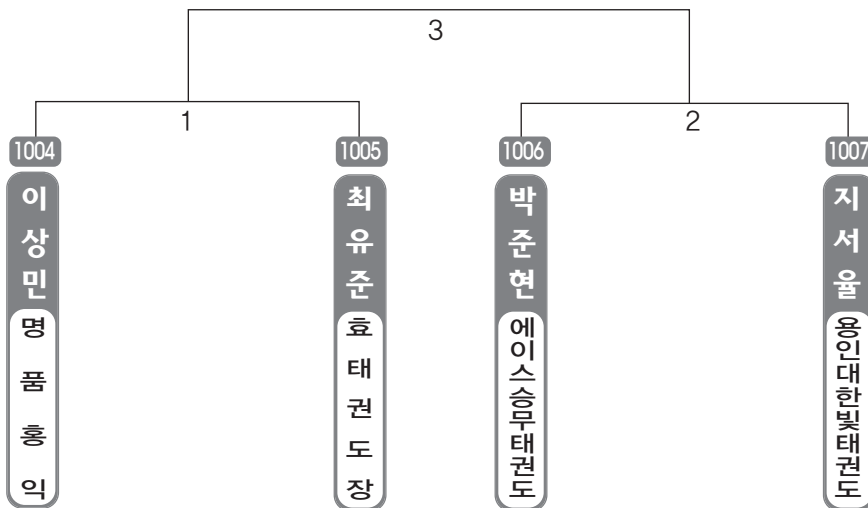 3
1
2
1004
1005
1006
1007
이상민
최유준
박준현
지서율
명품홍익
효태권도장
에이스승무태권도
용인대한빛태권도